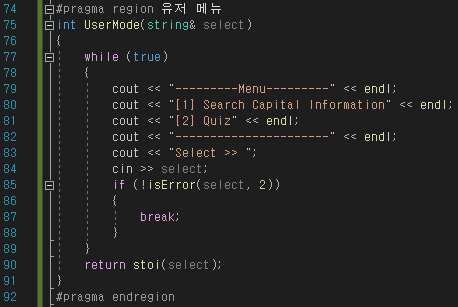 74 #pragma region 유저 메뉴
75 int UserMode(string& select)
76 {
77 while (true)
78 {
79 cout << "---------Menu---------" << endl;
80 cout << "[1] Search Capital Information" << endl;
81 cout << "[2] Quiz" << endl;
82 cout << "----------------------" << endl;
83 cout << "Select >> ";
84 cin >> select;
85 if (!isError(select, 2))
86 {
87 break;
88 }
89 }
90 return stoi(select);
91 }
92 #pragma endregion